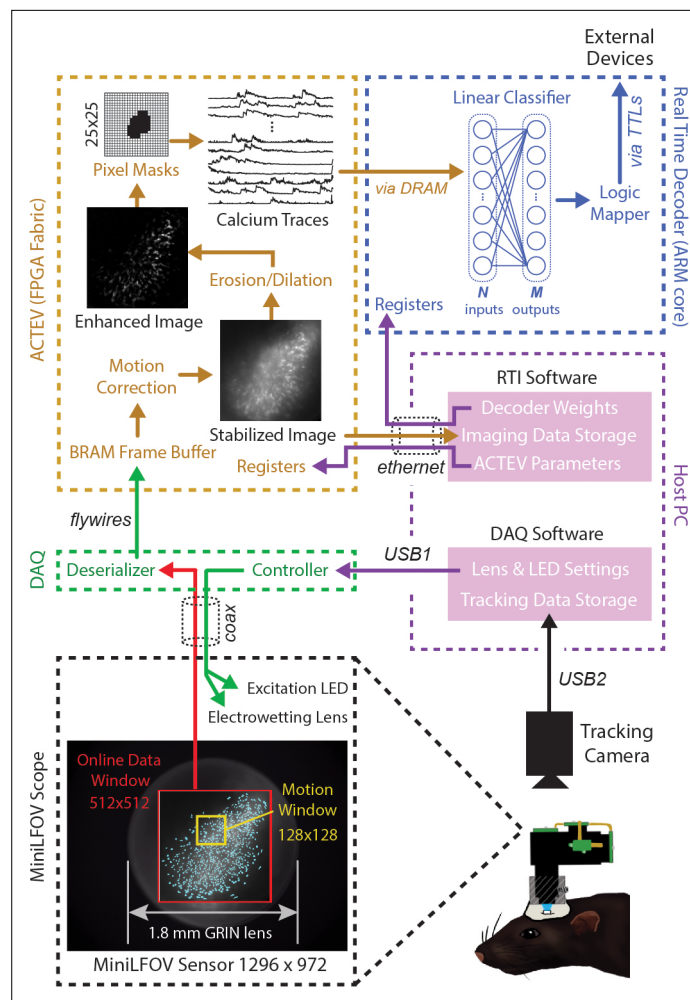 External
Devices
25x25
Pixel Masks
Calcium Traces
Linear Classifier
via DRAM
via TTLs
Logic
Mapper
N
inputs
M
outputs
Real Time Decoder (ARM core)
ACTEV (FPGA Fabric)
Enhanced Image
Erosion/Dilation
Registers
Motion
Correction
Stabilized Image
BRAM Frame Buffer
Registers
ethernet
RTI Software
Decoder Weights
Imaging Data Storage
ACTEV Parameters
Host PC
flywires
DAQ
Deserializer
Controller
USB1
DAQ Software
Lens & LED Settings
Tracking Data Storage
coax
USB2
Excitation LED
Electrowetting Lens
Tracking
Camera
MiniLFOV Scope
Online Data
Window
512x512
Motion
Window
128x128
1.8 mm GRIN lens
MiniLFOV Sensor 1296 x 972